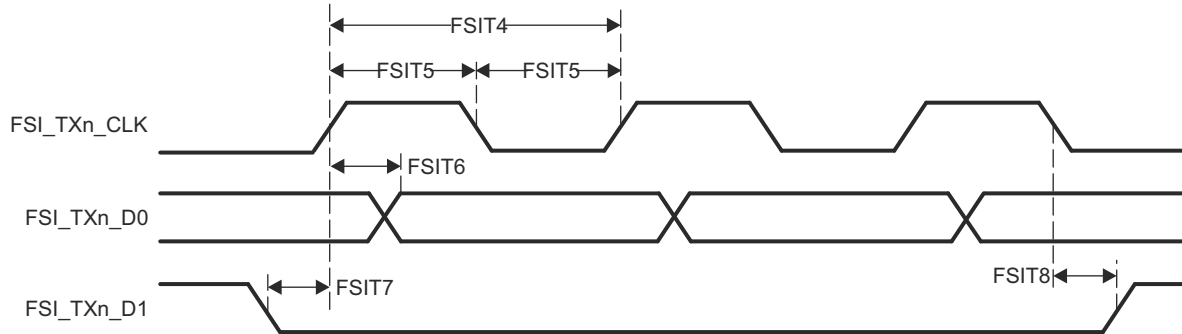 FSIT4
FSIT5 FSIT5
FSI_TXn_CLK
FSIT6
FSI_TXn_D0
FSIT7
FSIT8
FSI_TXn_D1